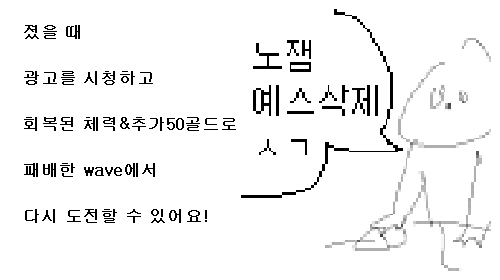 졌을 때
광고를 시청하고
회복된 체력&추가50골드로
패배한 wave에서
다시 도전할 수 있어요!
노잼
예스삭제
ㅅㄱ